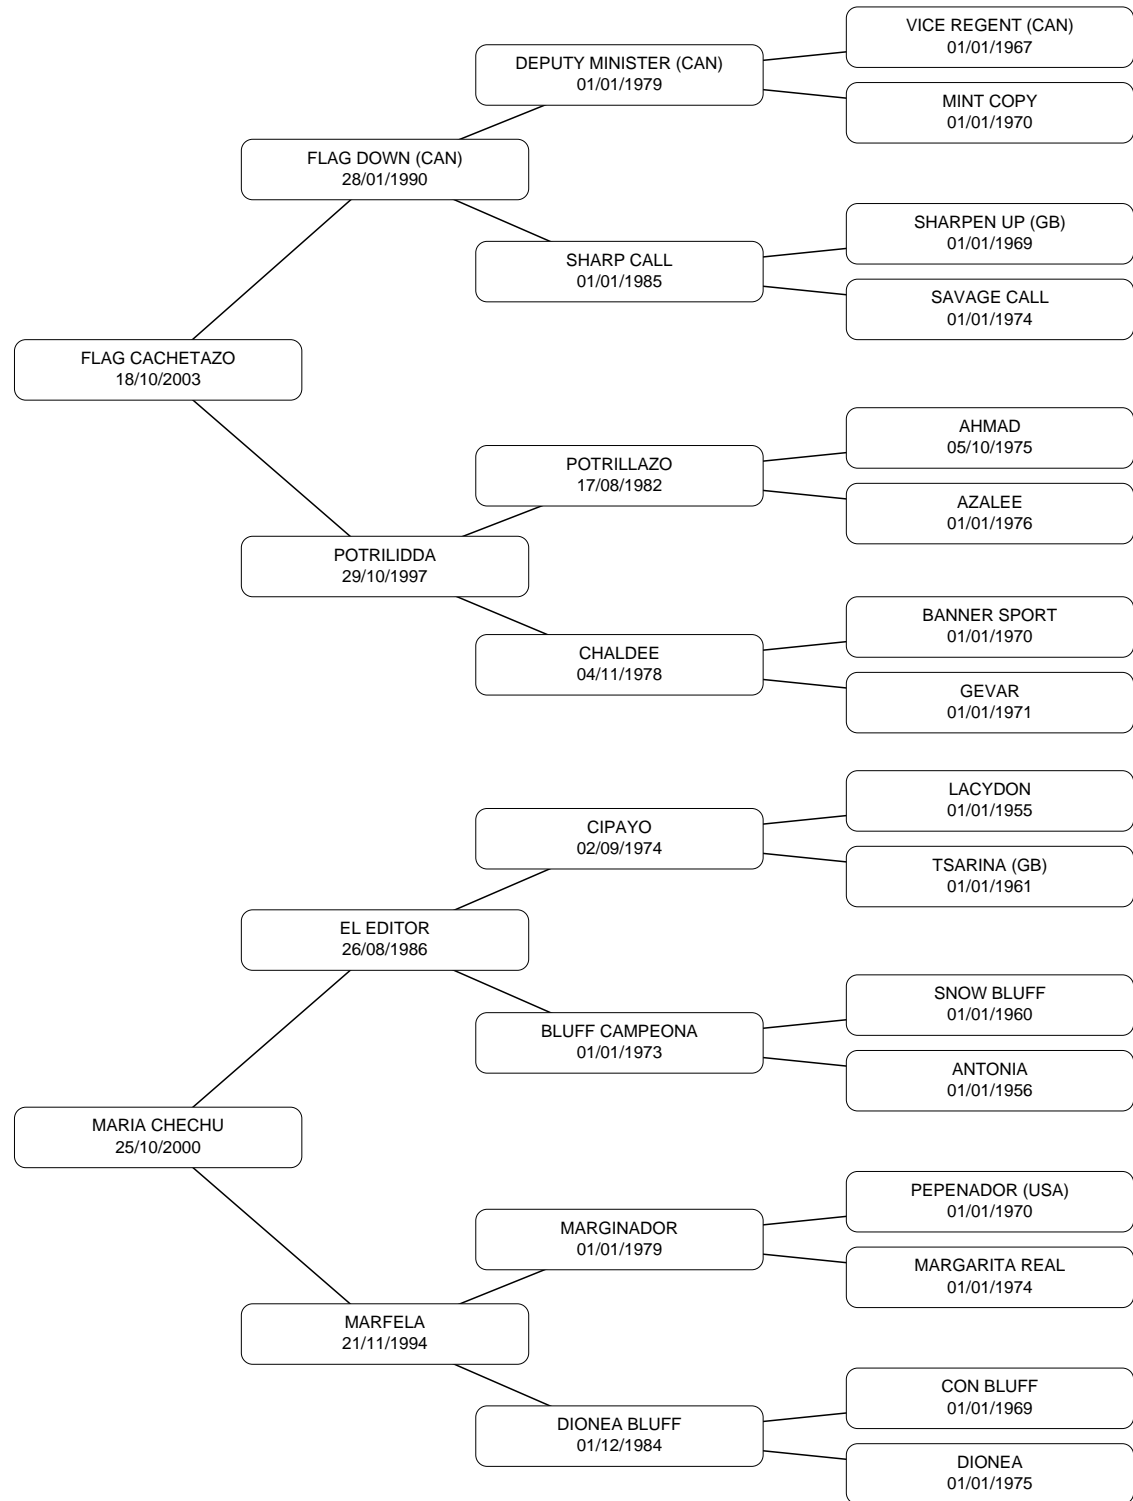 VICE REGENT (CAN)
01/01/1967
DEPUTY MINISTER (CAN)
01/01/1979
MINT COPY
01/01/1970
FLAG DOWN (CAN)
28/01/1990
SHARPEN UP (GB)
01/01/1969
SHARP CALL
01/01/1985
SAVAGE CALL
01/01/1974
FLAG CACHETAZO
18/10/2003
AHMAD
05/10/1975
POTRILLAZO
17/08/1982
AZALEE
01/01/1976
POTRILIDDA
29/10/1997
BANNER SPORT
01/01/1970
CHALDEE
04/11/1978
GEVAR
01/01/1971
LACYDON
01/01/1955
CIPAYO
02/09/1974
TSARINA (GB)
01/01/1961
EL EDITOR
26/08/1986
SNOW BLUFF
01/01/1960
BLUFF CAMPEONA
01/01/1973
ANTONIA
01/01/1956
MARIA CHECHU
25/10/2000
PEPENADOR (USA)
01/01/1970
MARGINADOR
01/01/1979
MARGARITA REAL
01/01/1974
MARFELA
21/11/1994
CON BLUFF
01/01/1969
DIONEA BLUFF
01/12/1984
DIONEA
01/01/1975